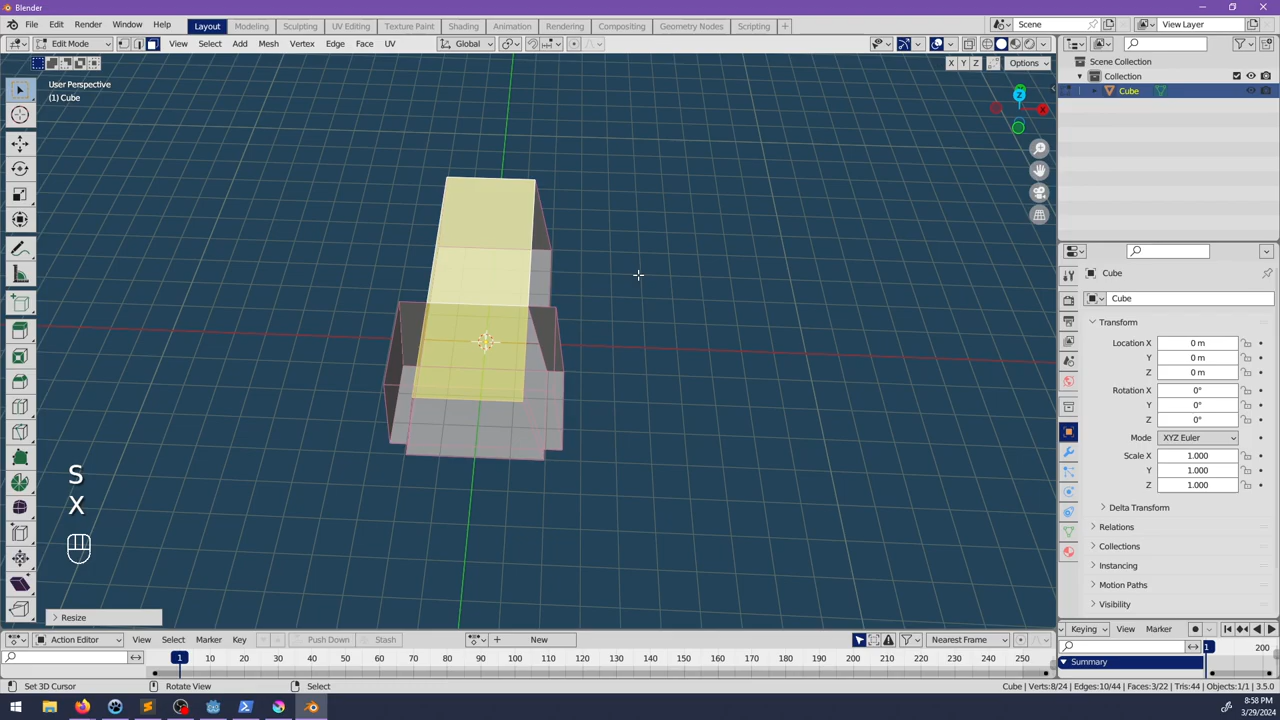 Blender
File Edit Render Window Help
Layout Modeling Sculpting UV Editing Texture Paint Shading Animation Rendering Compositing Geometry Nodes Scripting +
Scene
View Layer
Edit Mode View Select Add Mesh Vertex Edge Face UV
Global
X Y Z Options
User Perspective
(1) Cube
Z
X
Scene Collection
Collection
Cube
Cube
Cube
Transform
Location X 0 m
Y 0 m
Z 0 m
Rotation X 0°
Y 0°
Z 0°
Mode XYZ Euler
Scale X 1.000
Y 1.000
Z 1.000
Delta Transform
Relations
Collections
Instancing
Motion Paths
Visibility
S
X
Resize
Action Editor View Select Marker Key Push Down Stash + New Nearest Frame
Keying View Marker
1 10 20 30 40 50 60 70 80 90 100 110 120 130 140 150 160 170 180 190 200 210 220 230 240 250
1 200
Summary
Set 3D Cursor Rotate View Select
Cube | Verts:8/24 | Edges:10/44 | Faces:3/22 | Tris:44 | Objects:1/1 | 3.5.0
8:58 PM
3/29/2024